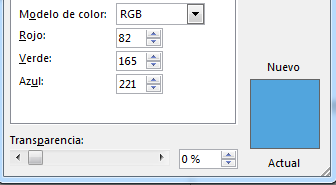 Modelo de color: RGB
Rojo: 82
Verde: 165
Azul: 221
Nuevo
Transparencia:
0 %
Actual